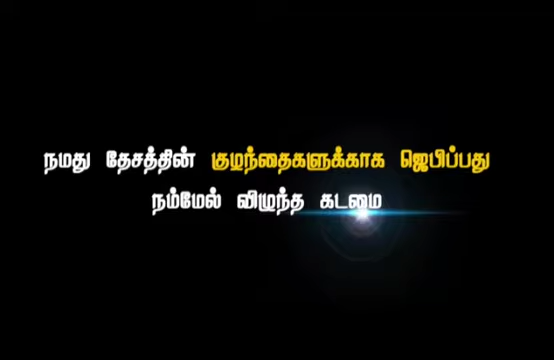 நமது தேசத்தின் குழந்தைகளுக்காக ஜெபிப்பது
நம்மேல் விழுந்த கடமை